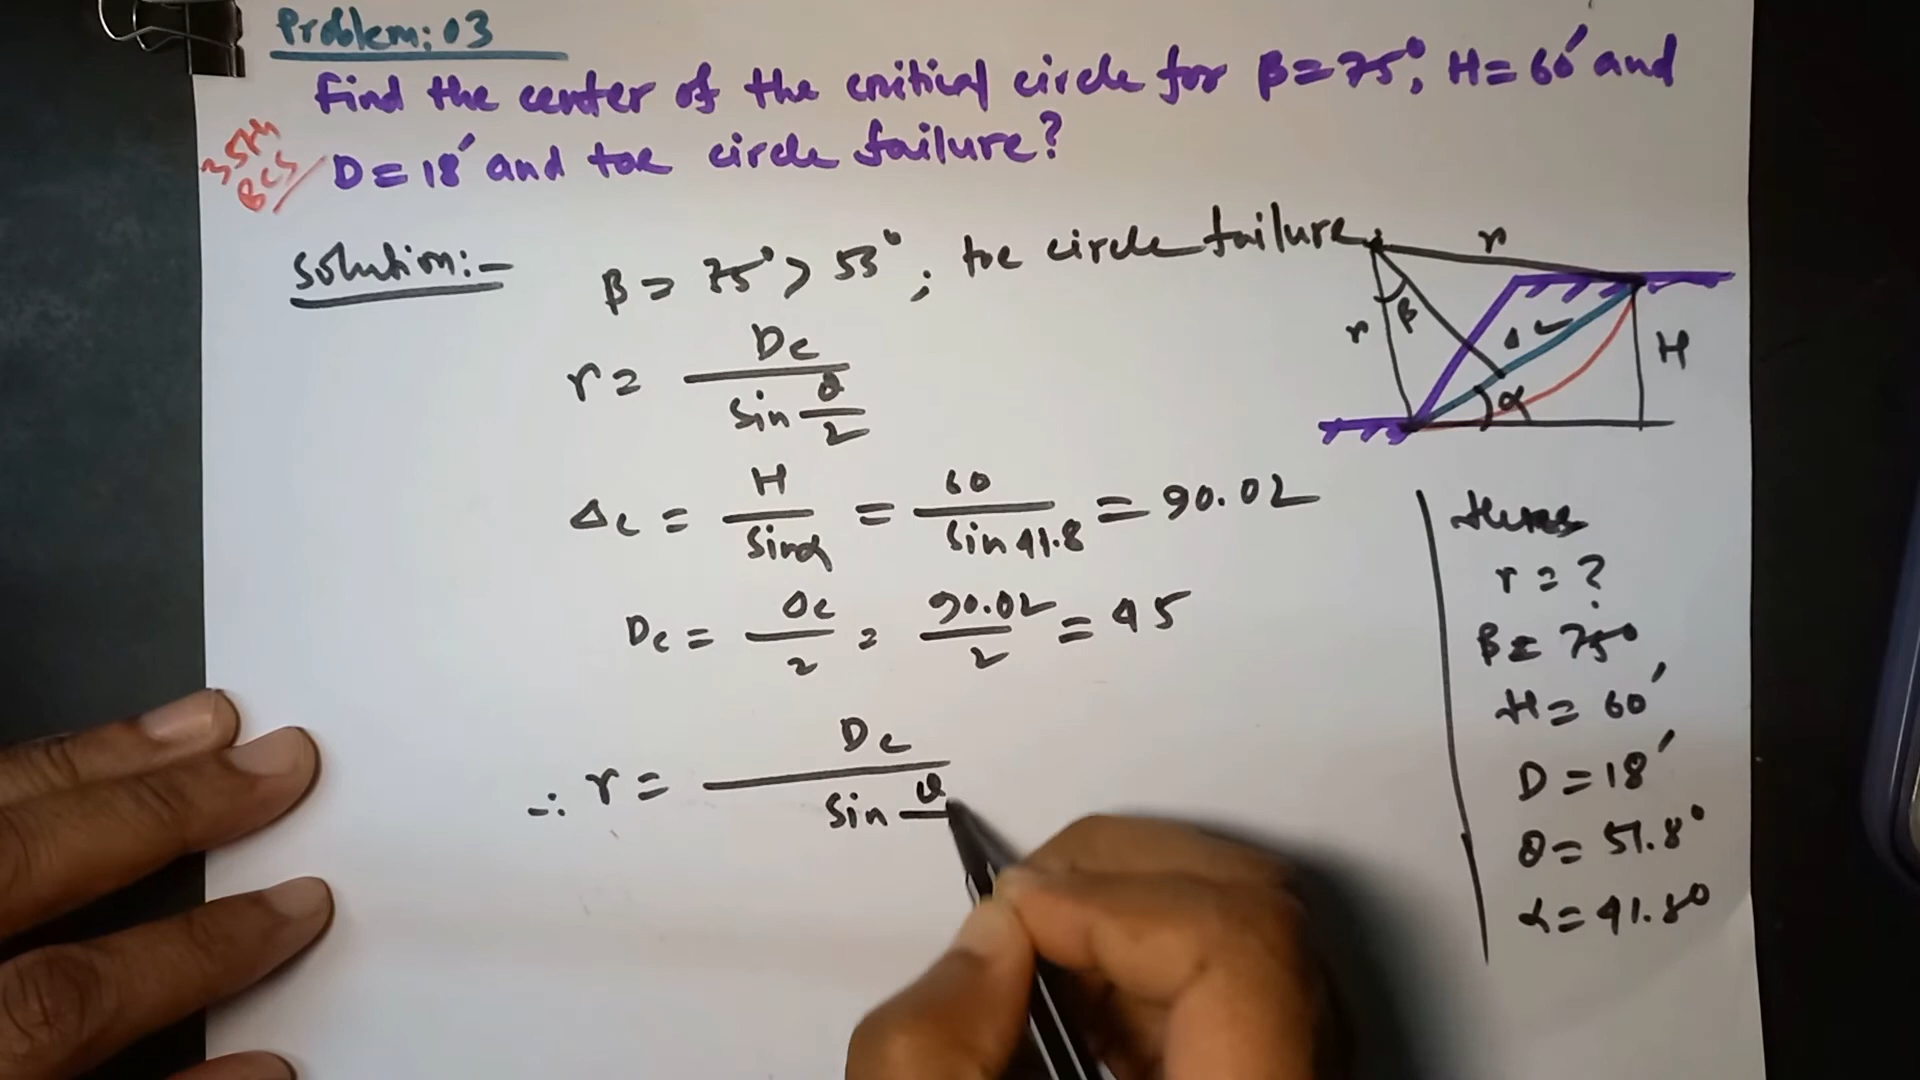 Problem: 03
Find the center of the critical circle for β=75°, H=60′ and
35th BCS
D=18′ and toe circle failure?
Solution:-
β = 75° > 53° ; toe circle failure.
r = Dc / sin θ/2
Δc = H / sinα = 60 / sin 41.8 = 90.02
Dc = Δc / 2 = 90.02 / 2 = 45
∴ r = Dc / sin θ
r
r
β
Δc
H
α
r = ?
β = 75°
H = 60′
D = 18′
θ = 51.8°
α = 41.8°